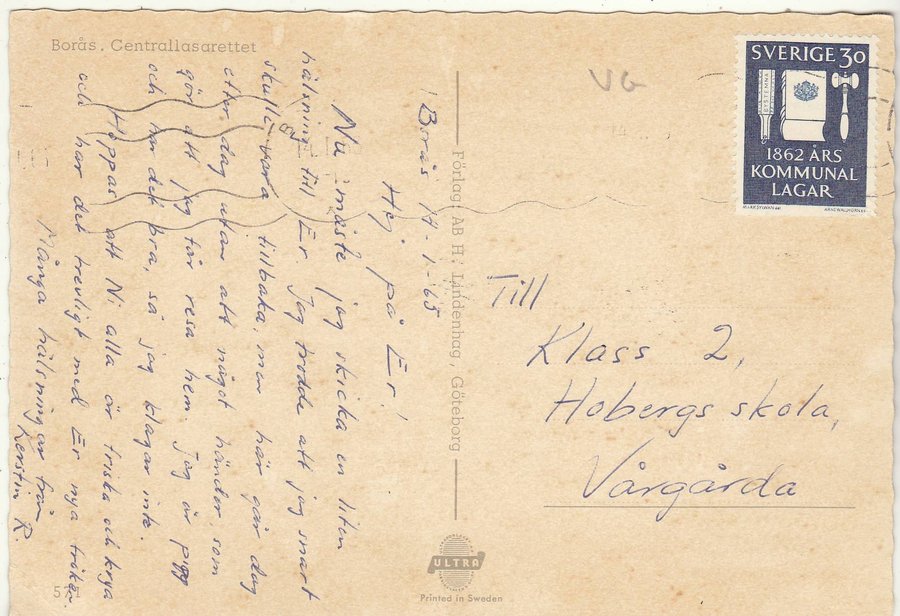 Borås. Centrallasarettet
Borås 14-1-65
Hej på Er!
Nu måste jag skicka en liten
hälsning till Er. Jag trodde att jag snart
skulle vara tillbaka, men här går dag
efter dag utan att något händer som
gör att jag får resa hem. Jag är pigg
och har det bra, så jag klagar inte.
Hoppas att Ni alla är friska och krya
och har det trevligt med Er nya fröken.
Många hälsningar från
Kerstin R.
Förlag AB H. Lindenhag, Göteborg
VG
SVERIGE 30
SYSTEMNA
1862 ÅRS
KOMMUNAL
LAGAR
Till
Klass 2,
Hobergs skola,
Vårgårda
ULTRA
Printed in Sweden